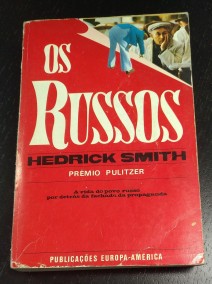 OS
RUSSOS
HEDRICK SMITH
PRÉMIO PULITZER
A vida do povo russo
por detrás da fachada da propaganda
PUBLICAÇÕES EUROPA-AMÉRICA